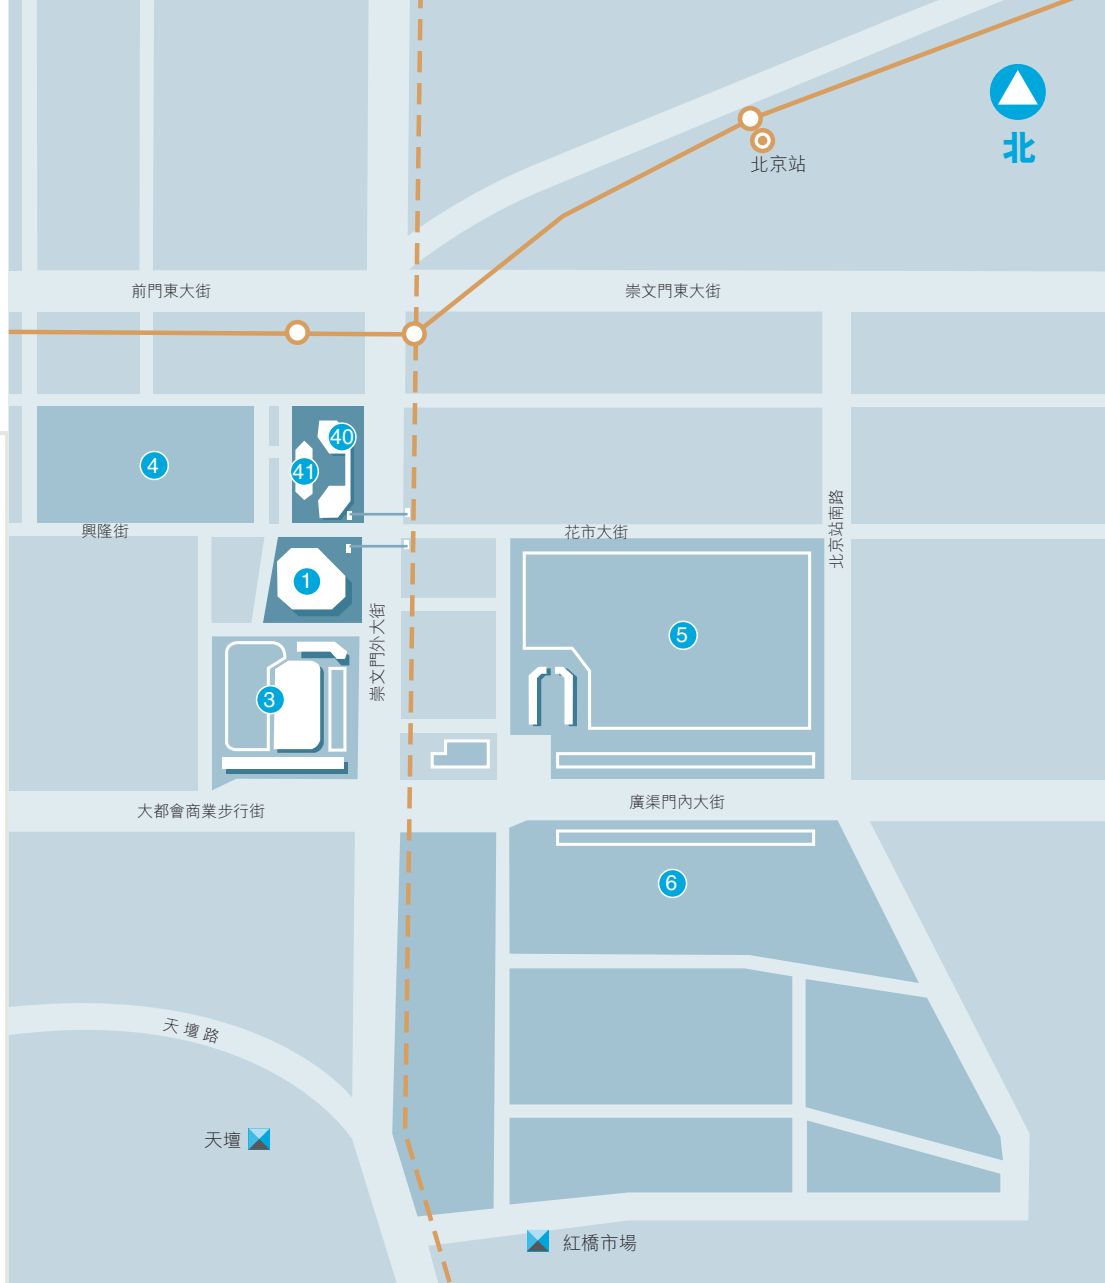 北
北京站
前門東大街
崇文門東大街
40
4
41
北京站南路
興隆街
花市大街
1
崇文門外大街
5
3
大都會商業步行街
廣渠門內大街
6
天壇路
天壇
紅橋市場